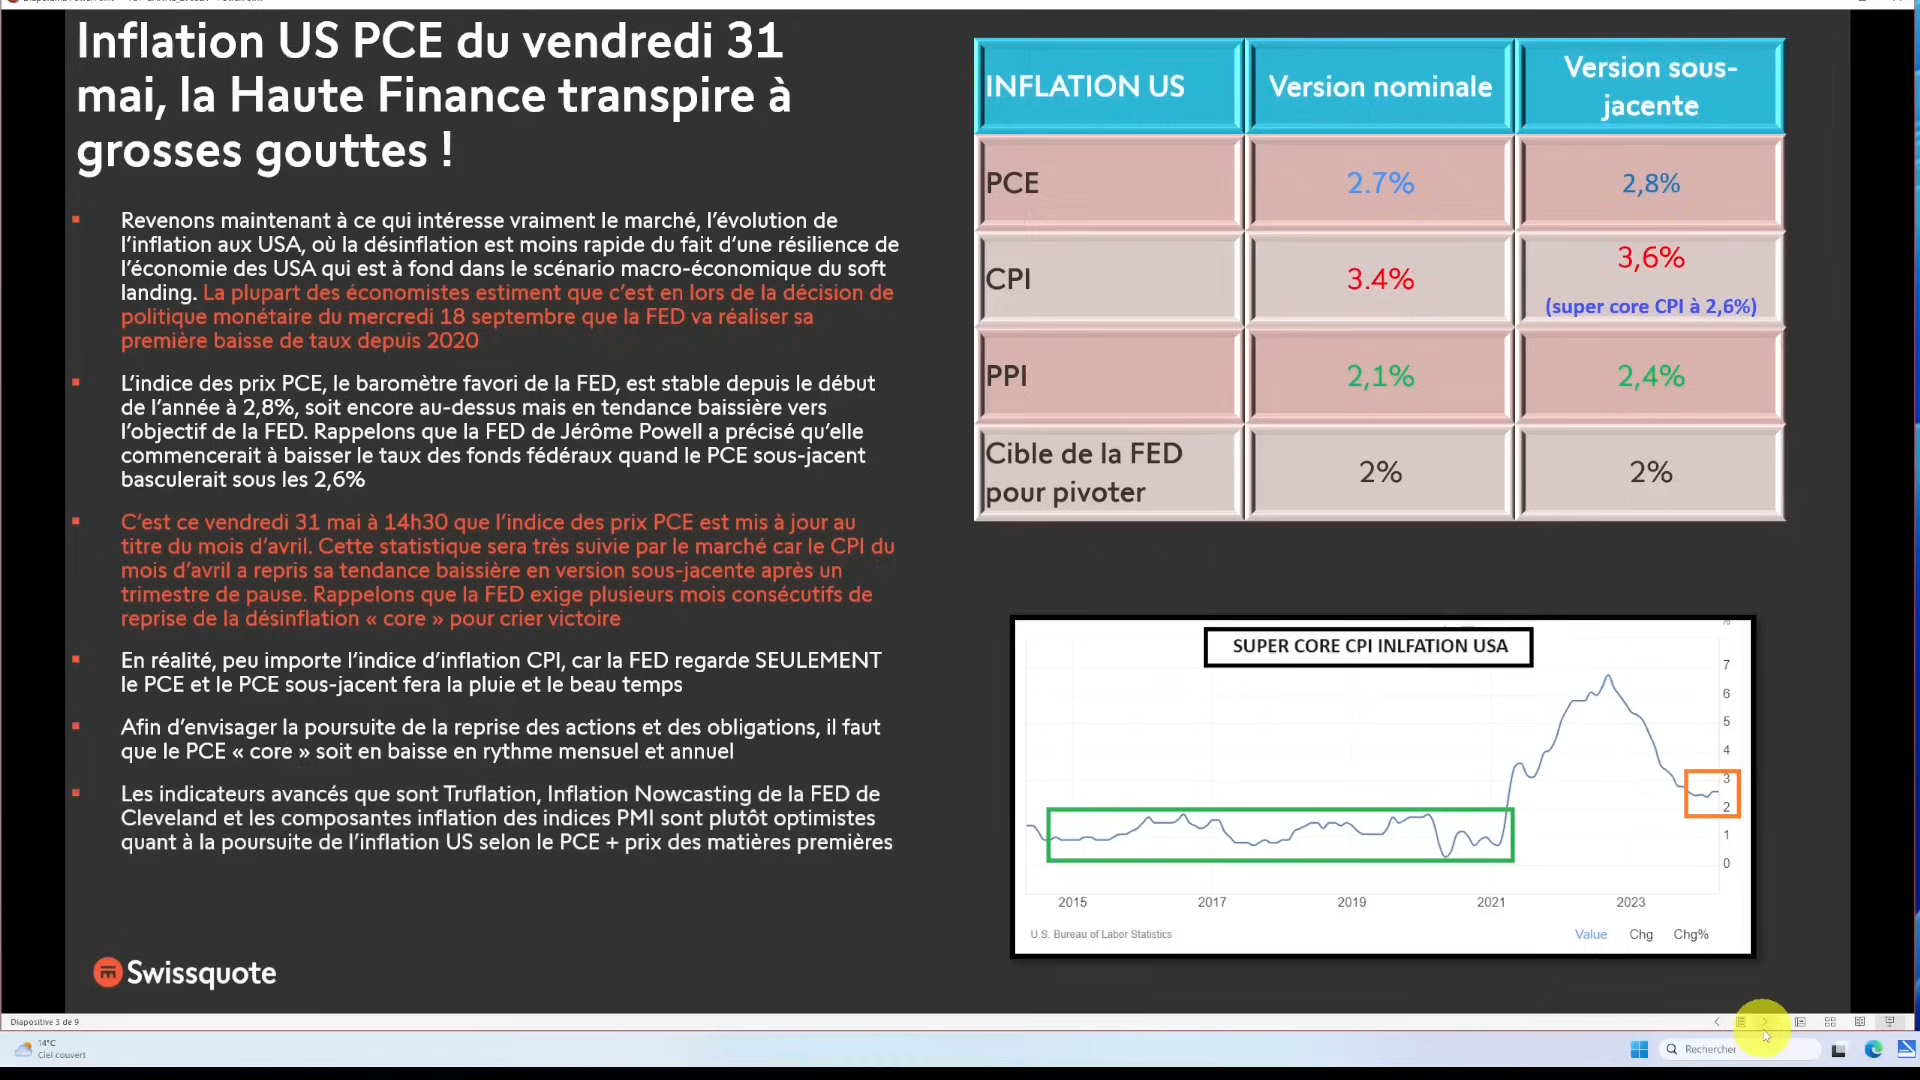 Inflation US PCE du vendredi 31
mai, la Haute Finance transpire à
grosses gouttes !
Revenons maintenant à ce qui intéresse vraiment le marché, l’évolution de
l’inflation aux USA, où la désinflation est moins rapide du fait d’une résilience de
l’économie des USA qui est à fond dans le scénario macro-économique du soft
landing. La plupart des économistes estiment que c’est en lors de la décision de
politique monétaire du mercredi 18 septembre que la FED va réaliser sa
première baisse de taux depuis 2020
L’indice des prix PCE, le baromètre favori de la FED, est stable depuis le début
de l’année à 2,8%, soit encore au-dessus mais en tendance baissière vers
l’objectif de la FED. Rappelons que la FED de Jérôme Powell a précisé qu’elle
commencerait à baisser le taux des fonds fédéraux quand le PCE sous-jacent
basculerait sous les 2,6%
C’est ce vendredi 31 mai à 14h30 que l’indice des prix PCE est mis à jour au
titre du mois d’avril. Cette statistique sera très suivie par le marché car le CPI du
mois d’avril a repris sa tendance baissière en version sous-jacente après un
trimestre de pause. Rappelons que la FED exige plusieurs mois consécutifs de
reprise de la désinflation « core » pour crier victoire
En réalité, peu importe l’indice d’inflation CPI, car la FED regarde SEULEMENT
le PCE et le PCE sous-jacent fera la pluie et le beau temps
Afin d’envisager la poursuite de la reprise des actions et des obligations, il faut
que le PCE « core » soit en baisse en rythme mensuel et annuel
Les indicateurs avancés que sont Truflation, Inflation Nowcasting de la FED de
Cleveland et les composantes inflation des indices PMI sont plutôt optimistes
quant à la poursuite de l’inflation US selon le PCE + prix des matières premières
Swissquote
INFLATION US
Version nominale
Version sous-
jacente
PCE
2.7%
2,8%
CPI
3.4%
3,6%
(super core CPI à 2,6%)
PPI
2,1%
2,4%
Cible de la FED
pour pivoter
2%
2%
SUPER CORE CPI INLFATION USA
%
7
6
5
4
3
2
1
0
2015
2017
2019
2021
2023
U.S. Bureau of Labor Statistics
Value
Chg
Chg%
Diapositive 3 de 9
14°C
Ciel couvert
Rechercher